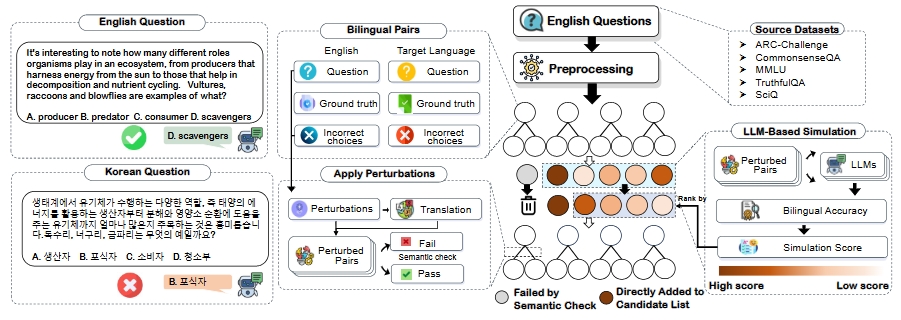 English Question
It's interesting to note how many different roles
organisms play in an ecosystem, from producers that
harness energy from the sun to those that help in
decomposition and nutrient cycling. Vultures,
raccoons and blowflies are examples of what?
A. producer B. predator C. consumer D. scavengers
D. scavengers
Korean Question
생태계에서 유기체가 수행하는 다양한 역할, 즉 태양의 에
너지를 활용하는 생산자부터 분해와 영양소 순환에 도움을
주는 유기체까지 얼마나 많은지 주목하는 것은 흥미롭습니
다.독수리, 너구리, 금파리는 무엇의 예일까요?
A. 생산자 B. 포식자 C. 소비자 D. 청소부
B. 포식자
Bilingual Pairs
English
Target Language
Question
Question
Ground truth
Ground truth
Incorrect
choices
Incorrect
choices
Apply Perturbations
Perturbations
Translation
Perturbed
Pairs
Fail
Semantic check
Pass
English Questions
Preprocessing
Rank by
Failed by
Semantic Check
Directly Added to
Candidate List
Source Datasets
ARC-Challenge
CommonsenseQA
MMLU
TruthfulQA
SciQ
LLM-Based Simulation
Perturbed
Pairs
LLMs
Bilingual Accuracy
Simulation Score
High score
Low score